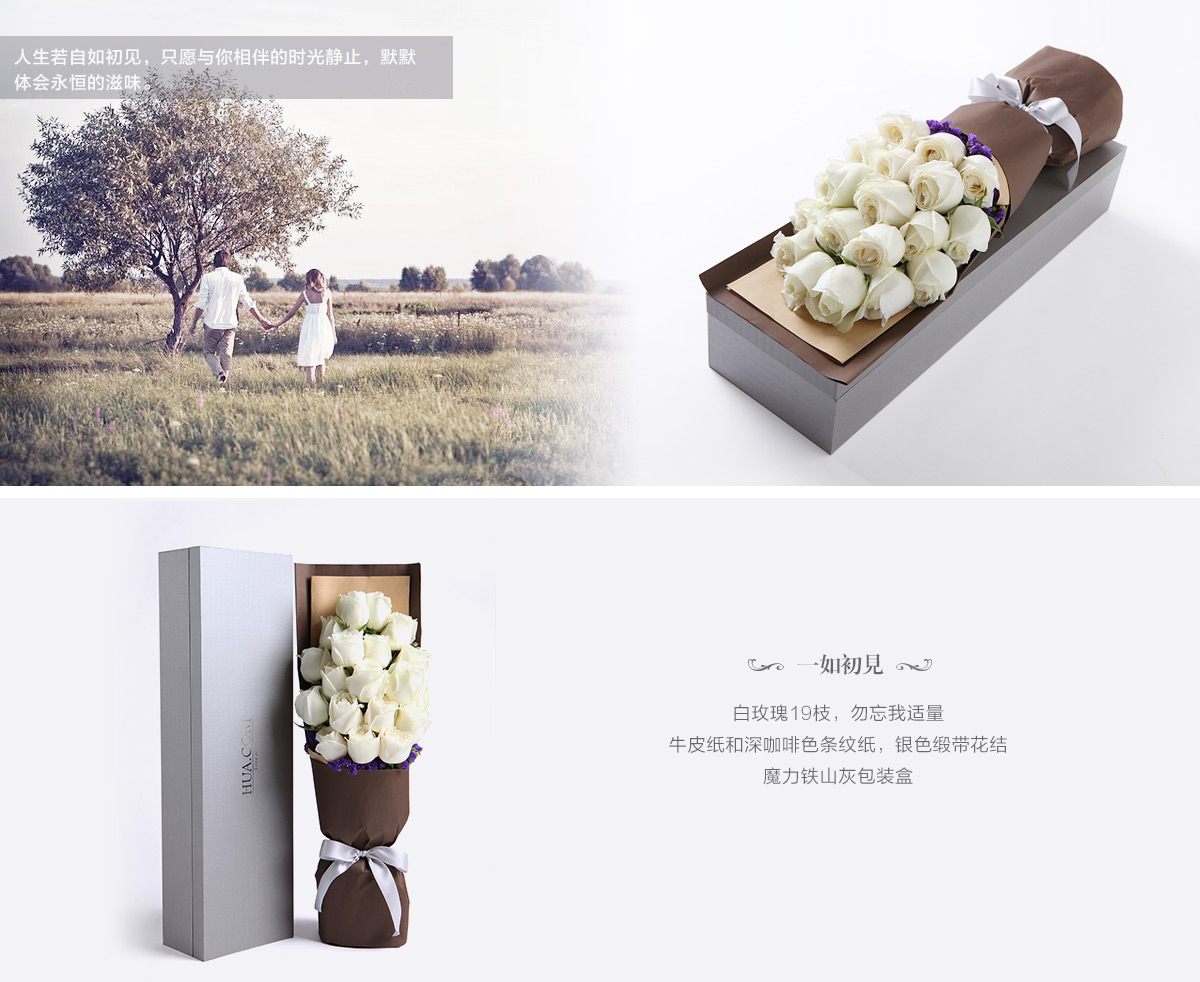 人生若自如初见，只愿与你相伴的时光静止，默默
体会永恒的滋味。
HUA.COM
一如初見
白玫瑰19枝，勿忘我适量
牛皮纸和深咖啡色条纹纸，银色缎带花结
魔力铁山灰包装盒